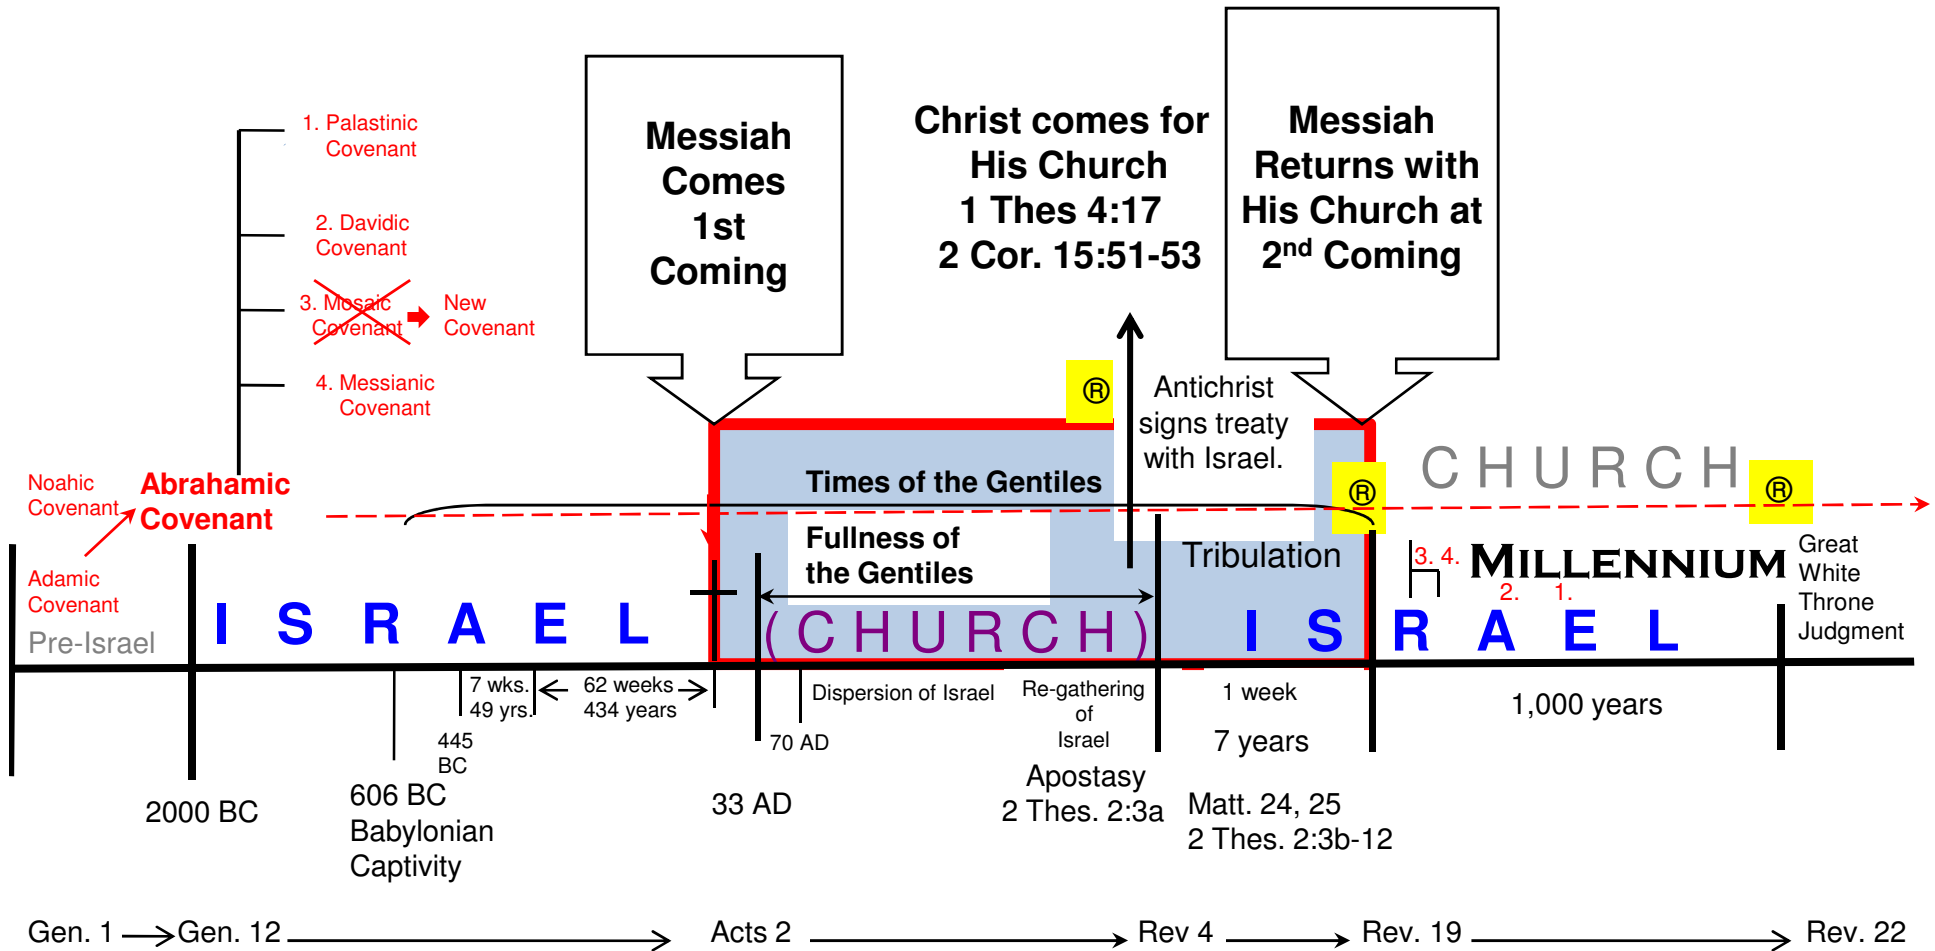 1. Palastinic
Covenant
2. Davidic
Covenant
3. Mosaic
Covenant
New
Covenant
4. Messianic
Covenant
Noahic
Covenant
Abrahamic
Covenant
Adamic
Covenant
Pre-Israel
Messiah
Comes
1st
Coming
Christ comes for
His Church
1 Thes 4:17
2 Cor. 15:51-53
Messiah
Returns with
His Church at
2nd Coming
®
Antichrist
signs treaty
with Israel.
Times of the Gentiles
®
CHURCH
®
Fullness of
the Gentiles
Tribulation
3. 4.
MILLENNIUM
2. 1.
Great
White
Throne
Judgment
ISRAEL
(CHURCH)
ISRAEL
7 wks.
49 yrs.
62 weeks
434 years
Dispersion of Israel
Re-gathering
of
Israel
1 week
7 years
1,000 years
445
BC
70 AD
2000 BC
606 BC
Babylonian
Captivity
33 AD
Apostasy
2 Thes. 2:3a
Matt. 24, 25
2 Thes. 2:3b-12
Gen. 1 Gen. 12 Acts 2 Rev 4 Rev. 19 Rev. 22